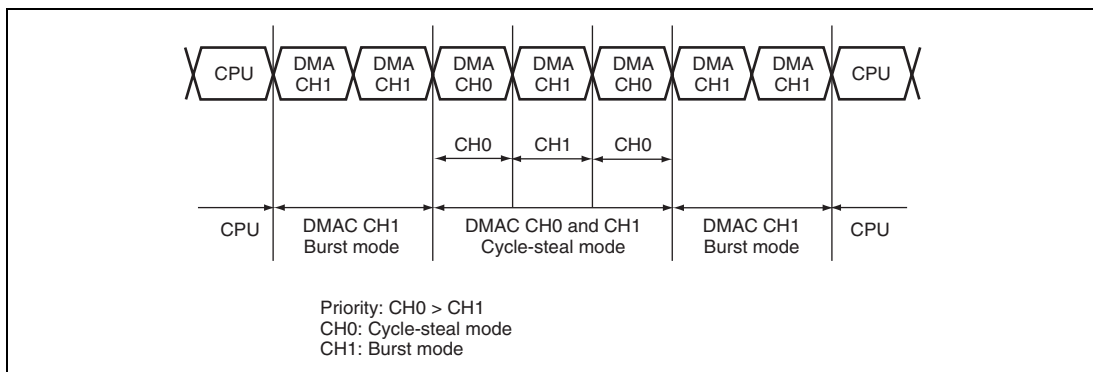 CPU
DMA
CH1
DMA
CH1
DMA
CH0
DMA
CH1
DMA
CH0
DMA
CH1
DMA
CH1
CPU
CH0
CH1
CH0
CPU
DMAC CH1
Burst mode
DMAC CH0 and CH1
Cycle-steal mode
DMAC CH1
Burst mode
CPU
Priority: CH0 > CH1
CH0: Cycle-steal mode
CH1: Burst mode